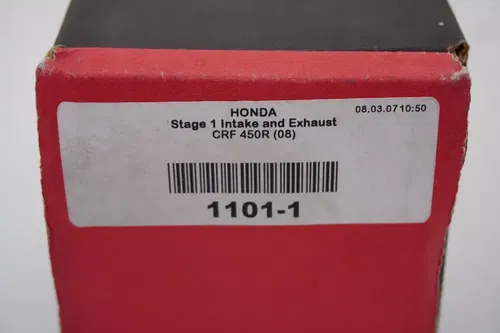 HONDA
08.03.07 10:50
Stage 1 Intake and Exhaust
CRF 450R (08)
1101-1